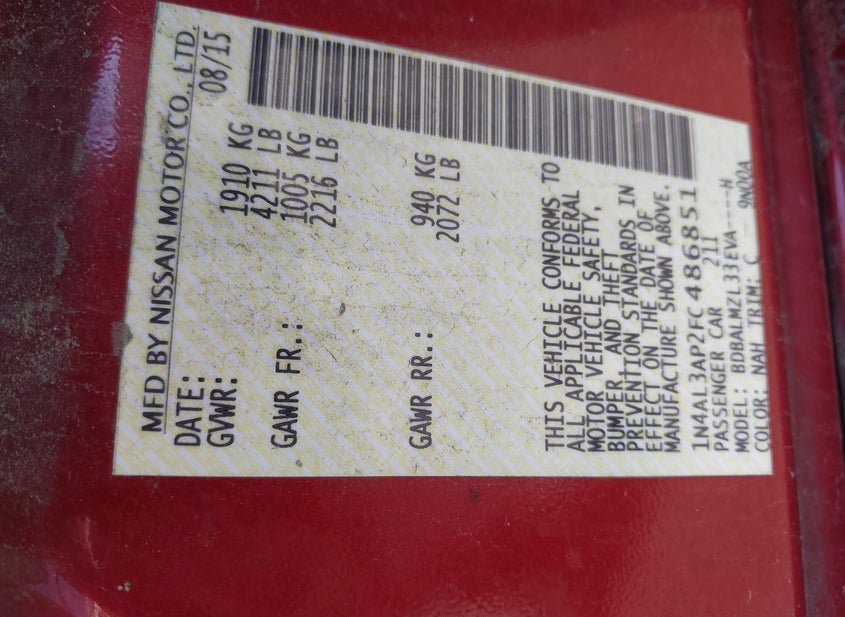 MFD BY NISSAN MOTOR CO., LTD.
DATE: 08/15
GVWR: 1910 KG
4211 LB
GAWR FR.: 1005 KG
2216 LB
GAWR RR.: 940 KG
2072 LB
THIS VEHICLE CONFORMS TO
ALL APPLICABLE FEDERAL
MOTOR VEHICLE SAFETY,
BUMPER AND THEFT
PREVENTION STANDARDS IN
EFFECT ON THE DATE OF
MANUFACTURE SHOWN ABOVE.
1N4AL3AP2FC486851
PASSENGER CAR 211
MODEL: BDBALMZL33EVA----H
COLOR: NAH TRIM: C 9N00A